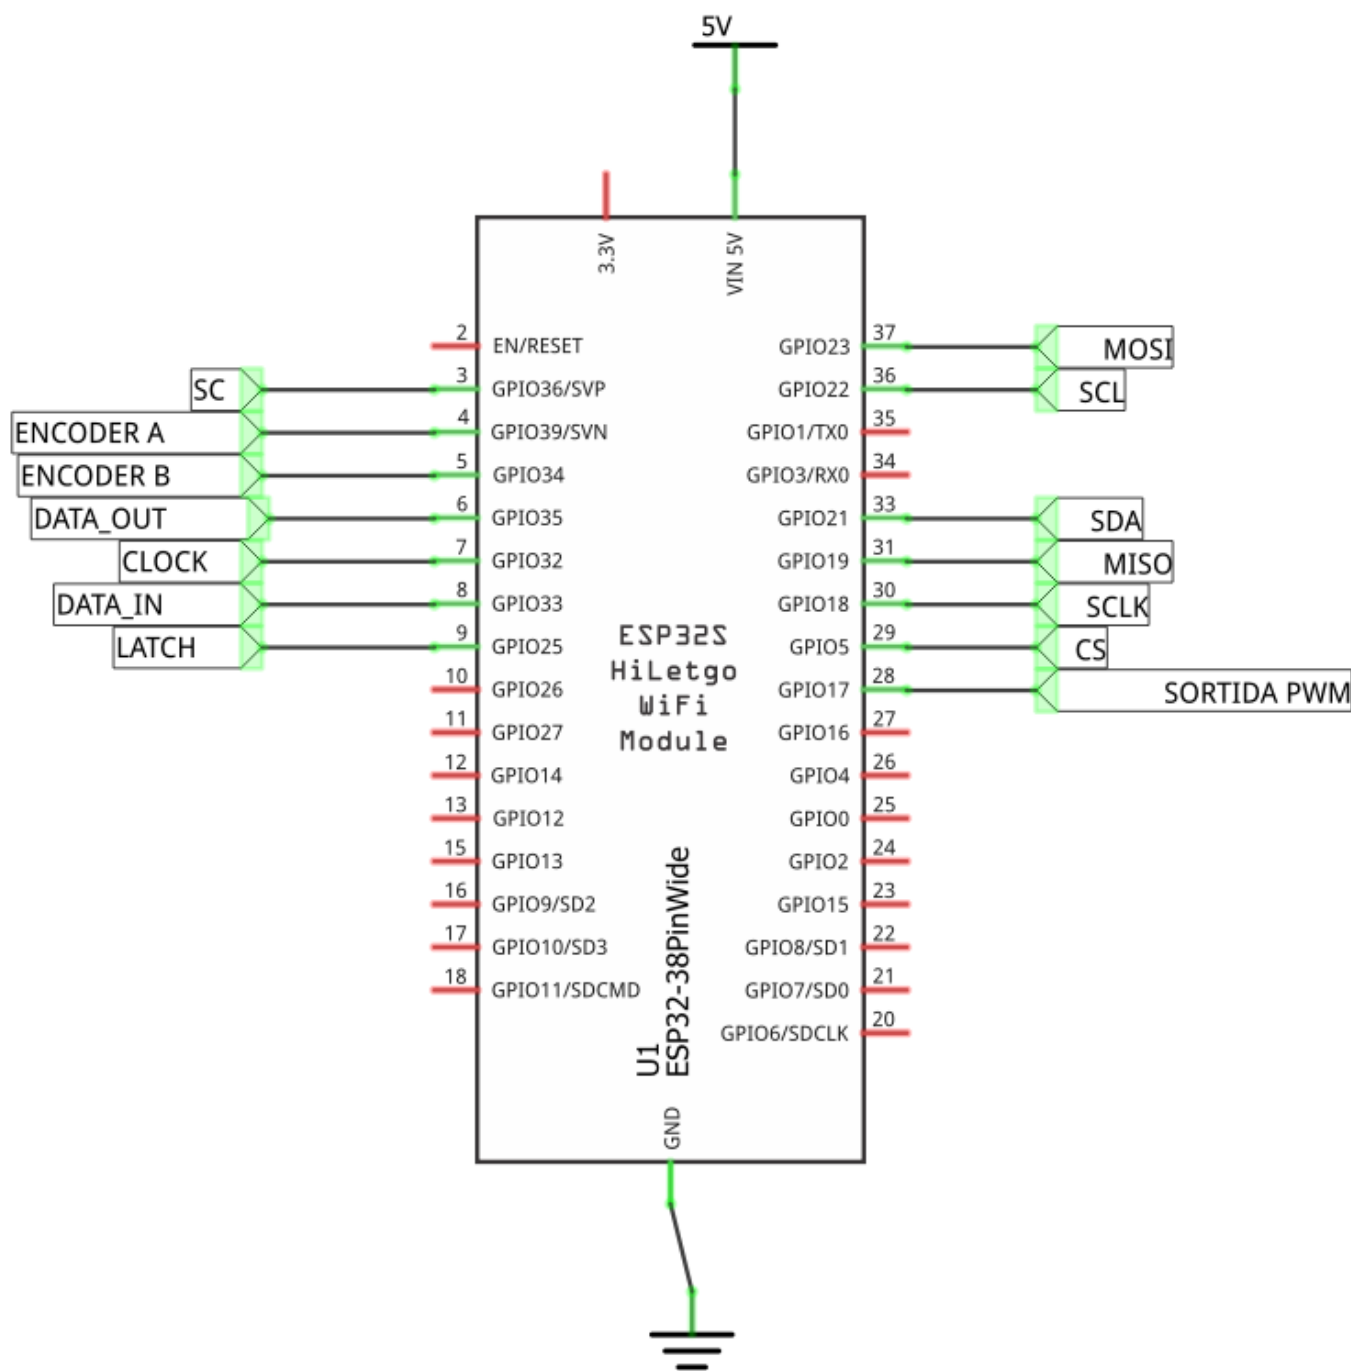 5V
3.3V
VIN 5V
2 EN/RESET
GPIO23 37 MOSI
SC 3 GPIO36/SVP
GPIO22 36 SCL
ENCODER A 4 GPIO39/SVN
GPIO1/TX0 35
ENCODER B 5 GPIO34
GPIO3/RX0 34
DATA_OUT 6 GPIO35
GPIO21 33 SDA
CLOCK 7 GPIO32
GPIO19 31 MISO
DATA_IN 8 GPIO33
GPIO18 30 SCLK
LATCH 9 GPIO25
GPIO5 29 CS
10 GPIO26
GPIO17 28 SORTIDA PWM
11 GPIO27
GPIO16 27
12 GPIO14
GPIO4 26
13 GPIO12
GPIO0 25
15 GPIO13
GPIO2 24
16 GPIO9/SD2
GPIO15 23
17 GPIO10/SD3
GPIO8/SD1 22
18 GPIO11/SDCMD
GPIO7/SD0 21
GPIO6/SDCLK 20
ESP32S
HiLetgo
WiFi
Module
U1
ESP32-38PinWide
GND